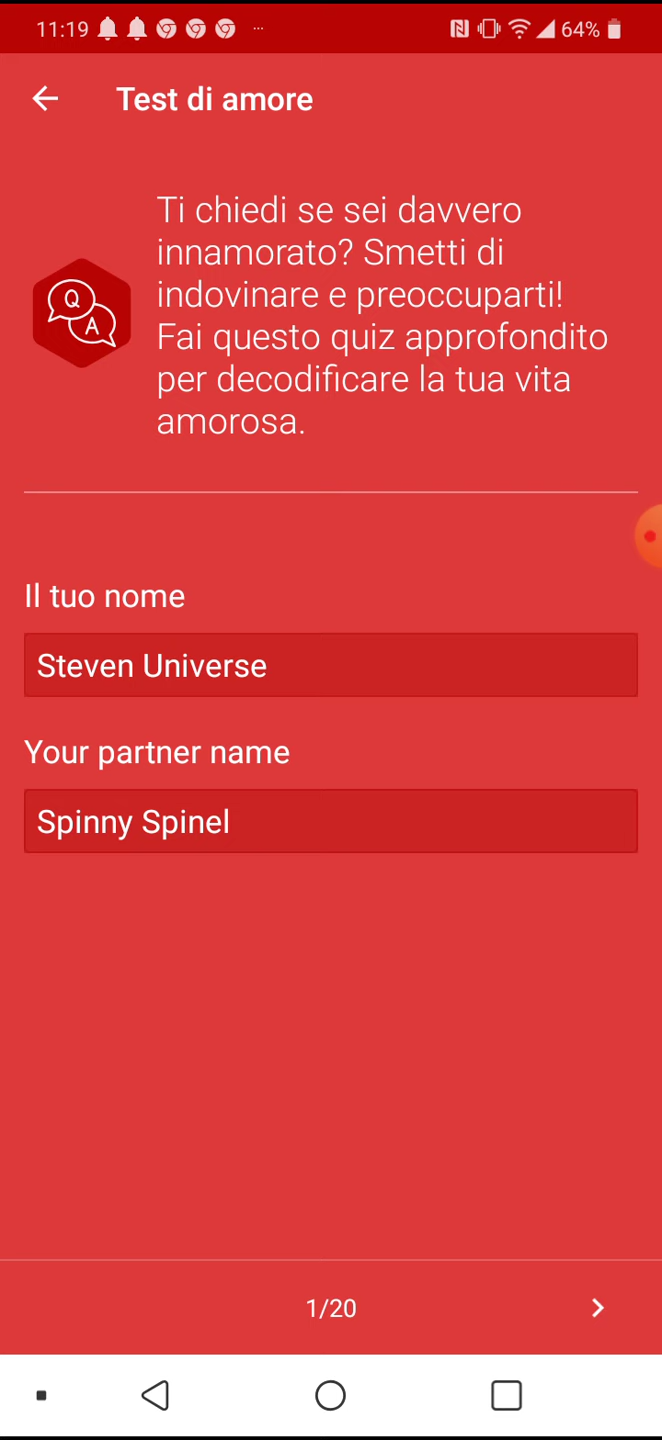 11:19 ... 64%
Test di amore
Ti chiedi se sei davvero
innamorato? Smetti di
indovinare e preoccuparti!
Q
A
Fai questo quiz approfondito
per decodificare la tua vita
amorosa.
Il tuo nome
Steven Universe
Your partner name
Spinny Spinel
1/20